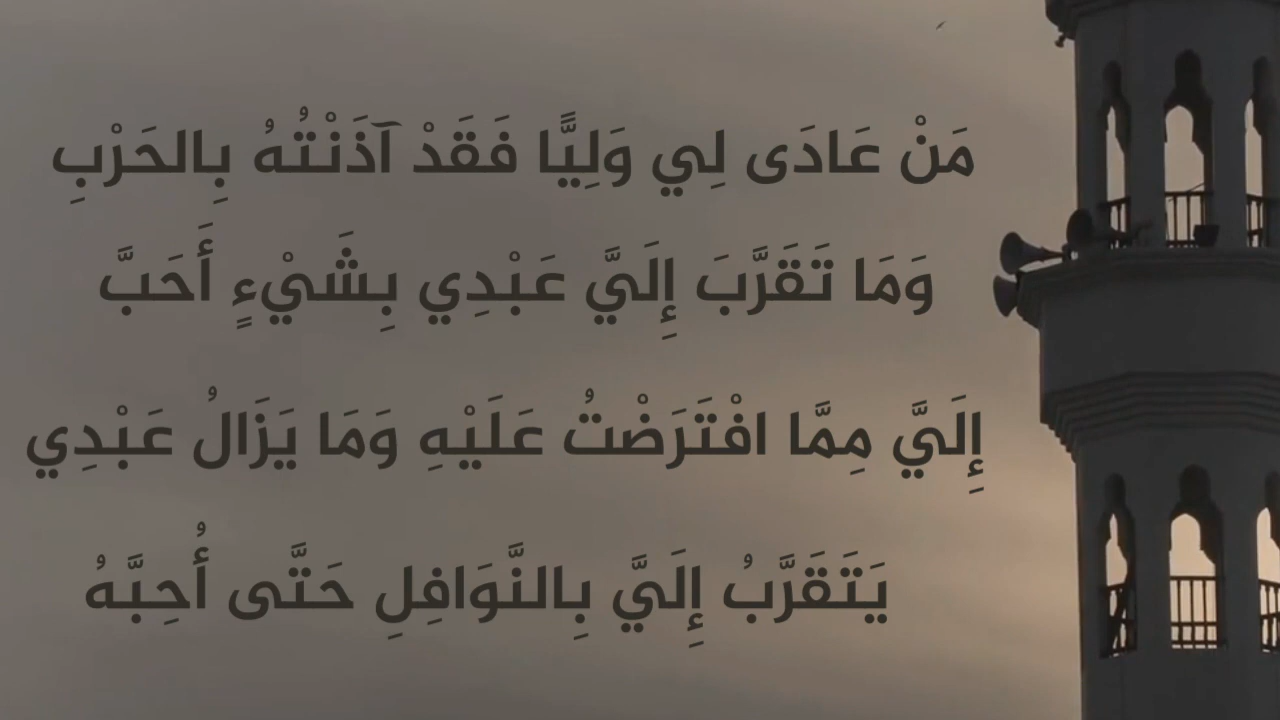 مَنْ عَادَى لِي وَلِيًّا فَقَدْ آذَنْتُهُ بِالحَرْبِ
وَمَا تَقَرَّبَ إِلَيَّ عَبْدِي بِشَيْءٍ أَحَبَّ
إِلَيَّ مِمَّا افْتَرَضْتُ عَلَيْهِ وَمَا يَزَالُ عَبْدِي
يَتَقَرَّبُ إِلَيَّ بِالنَّوَافِلِ حَتَّى أُحِبَّهُ